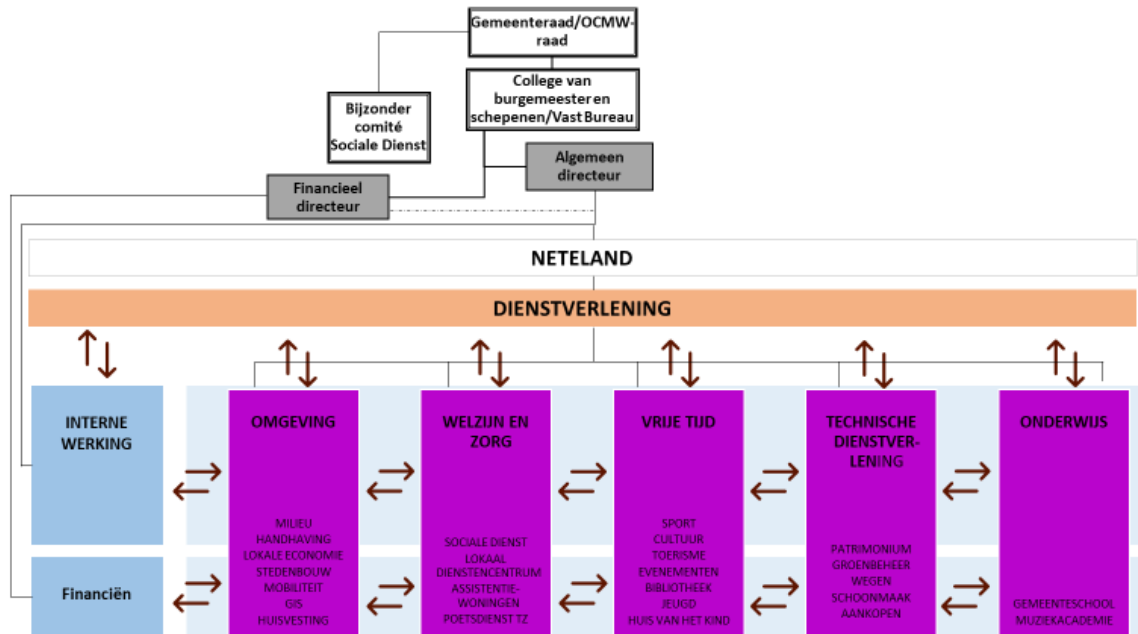 Gemeenteraad/OCMW-
raad
College van
burgemeester en
schepenen/Vast Bureau
Bijzonder
comité
Sociale Dienst
Algemeen
directeur
Financieel
directeur
NETELAND
DIENSTVERLENING
INTERNE
WERKING
OMGEVING
MILIEU
HANDHAVING
LOKALE ECONOMIE
STEDENBOUW
MOBILITEIT
GIS
HUISVESTING
WELZIJN EN
ZORG
SOCIALE DIENST
LOKAAL
DIENSTENCENTRUM
ASSISTENTIE-
WONINGEN
POETSDIENST TZ
VRIJE TIJD
SPORT
CULTUUR
TOERISME
EVENEMENTEN
BIBLIOTHEEK
JEUGD
HUIS VAN HET KIND
TECHNISCHE
DIENSTVER-
LENING
PATRIMONIUM
GROENBEHEER
WEGEN
SCHOONMAAK
AANKOPEN
ONDERWIJS
GEMEENTESCHOOL
MUZIEKACADEMIE
Financiën